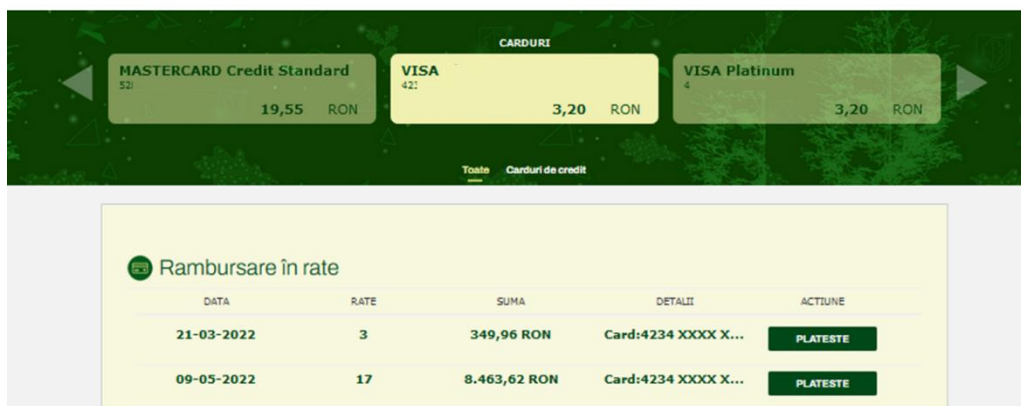 CARDURI
MASTERCARD Credit Standard
52
19,55 RON
VISA
423
3,20 RON
VISA Platinum
4
3,20 RON
Toate Carduri de credit
Rambursare în rate
DATA RATE SUMA DETALII ACTIUNE
21-03-2022 3 349,96 RON Card:4234 XXXX X... PLATESTE
09-05-2022 17 8.463,62 RON Card:4234 XXXX X... PLATESTE